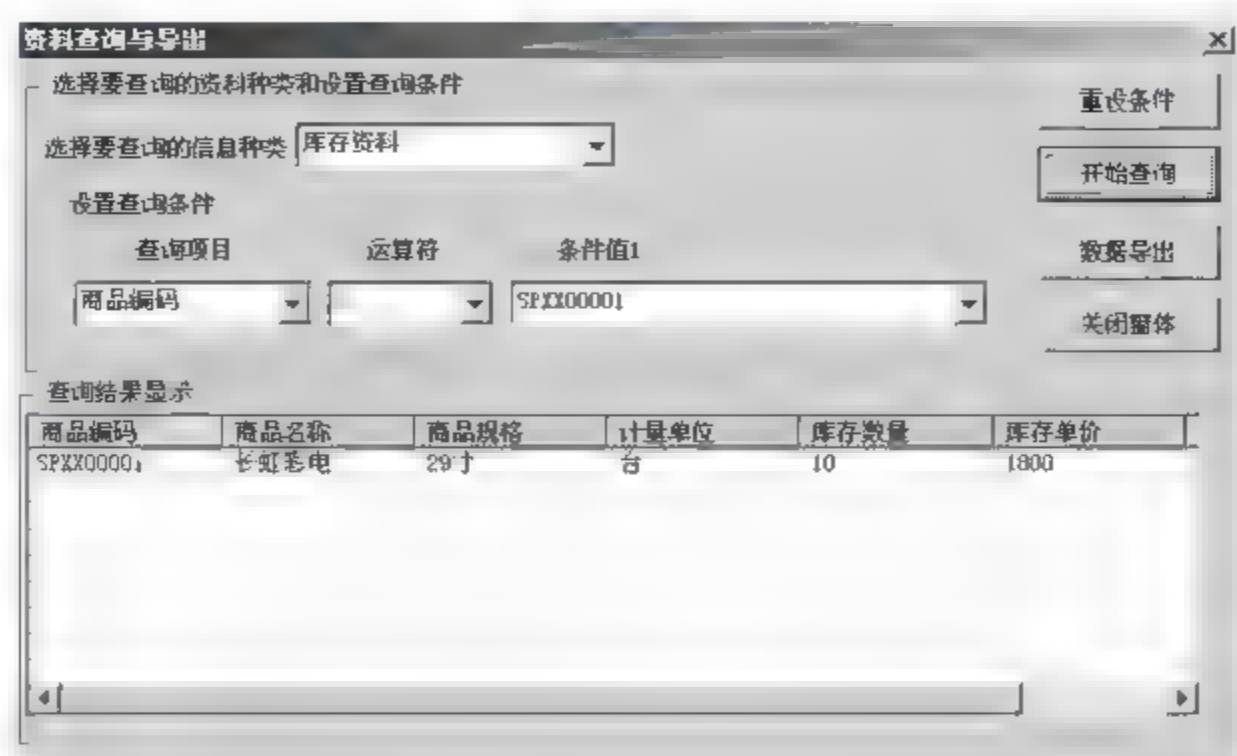 资料查询与导出
选择要查询的资料种类和设置查询条件
重设条件
选择要查询的信息种类 库存资料
开始查询
设置查询条件
查询项目 运算符 条件值1
数据导出
商品编码 SPXX00001
关闭窗体
查询结果显示
商品编码 商品名称 商品规格 计量单位 库存数量 库存单价
SPXX00001 长虹彩电 29寸 台 10 1800